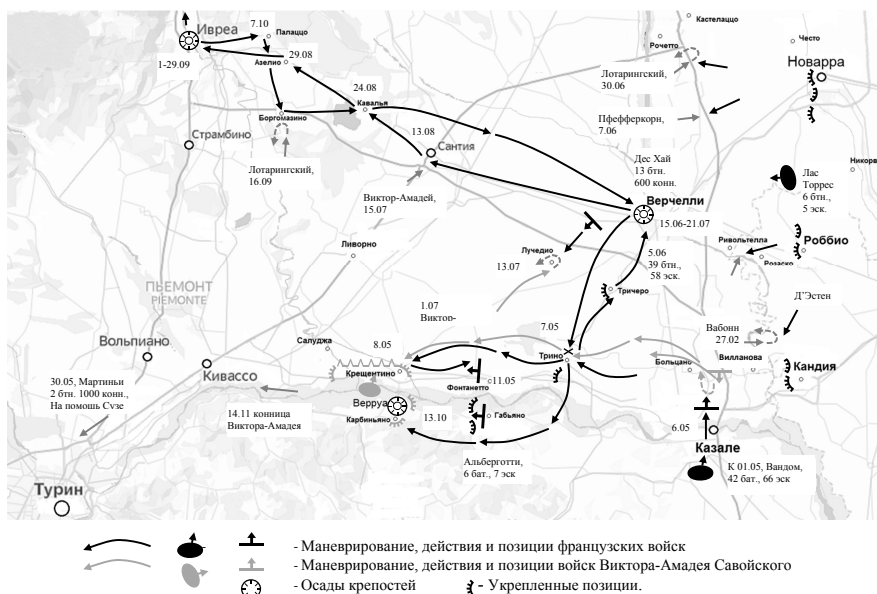 Кастелаццо
7.10
Палаццо
Ивреа
Рочетто
Често
29.08
Азелио
1-29.09
Новарра
Лотарингский,
30.06
24.08
Кавалья
Боргомазино
Пфефферкорн,
7.06
Страмбино
13.08
Сантия
Лотарингский,
16.09
Дес Хай
13 бтн.
600 конн.
Никорв
Лас
Торрес
6 бтн.,
5 эск.
Виктор-Амадей,
15.07
Верчелли
15.06-21.07
Ливорно
Лучедио
13.07
5.06
39 бтн.,
58 эск.
Ривольтелла
Роббио
Розаско
ПЬЕМОНТ
PIEMONTE
Тричеро
Д’Эстен
1.07
Виктор-
7.05
Вабонн
27.02
Салуджа
8.05
Вольпиано
Трино
Больцано
Вилланова
Кандия
Кивассо
Крещентино
Фонтанетто
11.05
30.05, Мартиньи
2 бтн. 1000 конн.,
На помощь Сузе
14.11 конница
Виктора-Амадея
Верруа
13.10
Габьяно
Карбиньяно
6.05
Казале
Альберготти,
6 бат., 7 эск
К 01.05, Вандом,
42 бат., 66 эск
Турин
- Маневрирование, действия и позиции французских войск
- Маневрирование, действия и позиции войск Виктора-Амадея Савойского
- Осады крепостей
- Укрепленные позиции.